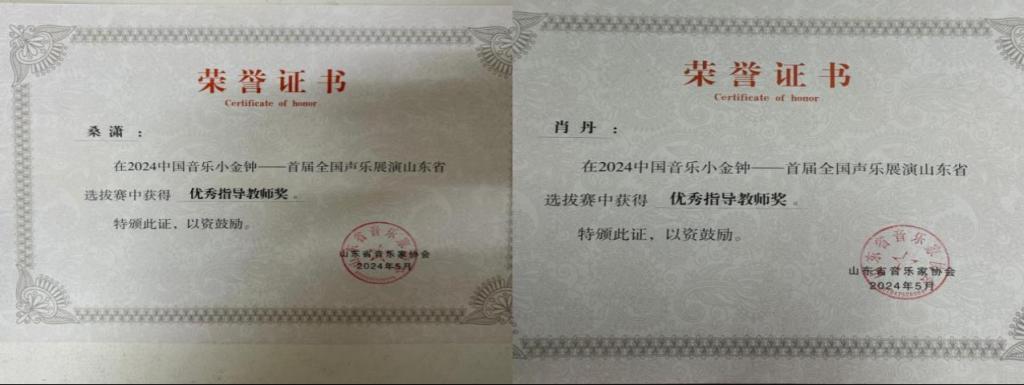 荣誉证书
Certificate of honor
桑潇：
在2024中国音乐小金钟——首届全国声乐展演山东省
选拔赛中获得 优秀指导教师奖。
特颁此证，以资鼓励。
山东省音乐家协会
2024年5月
荣誉证书
Certificate of honor
肖丹：
在2024中国音乐小金钟——首届全国声乐展演山东省
选拔赛中获得 优秀指导教师奖。
特颁此证，以资鼓励。
山东省音乐家协会
2024年5月